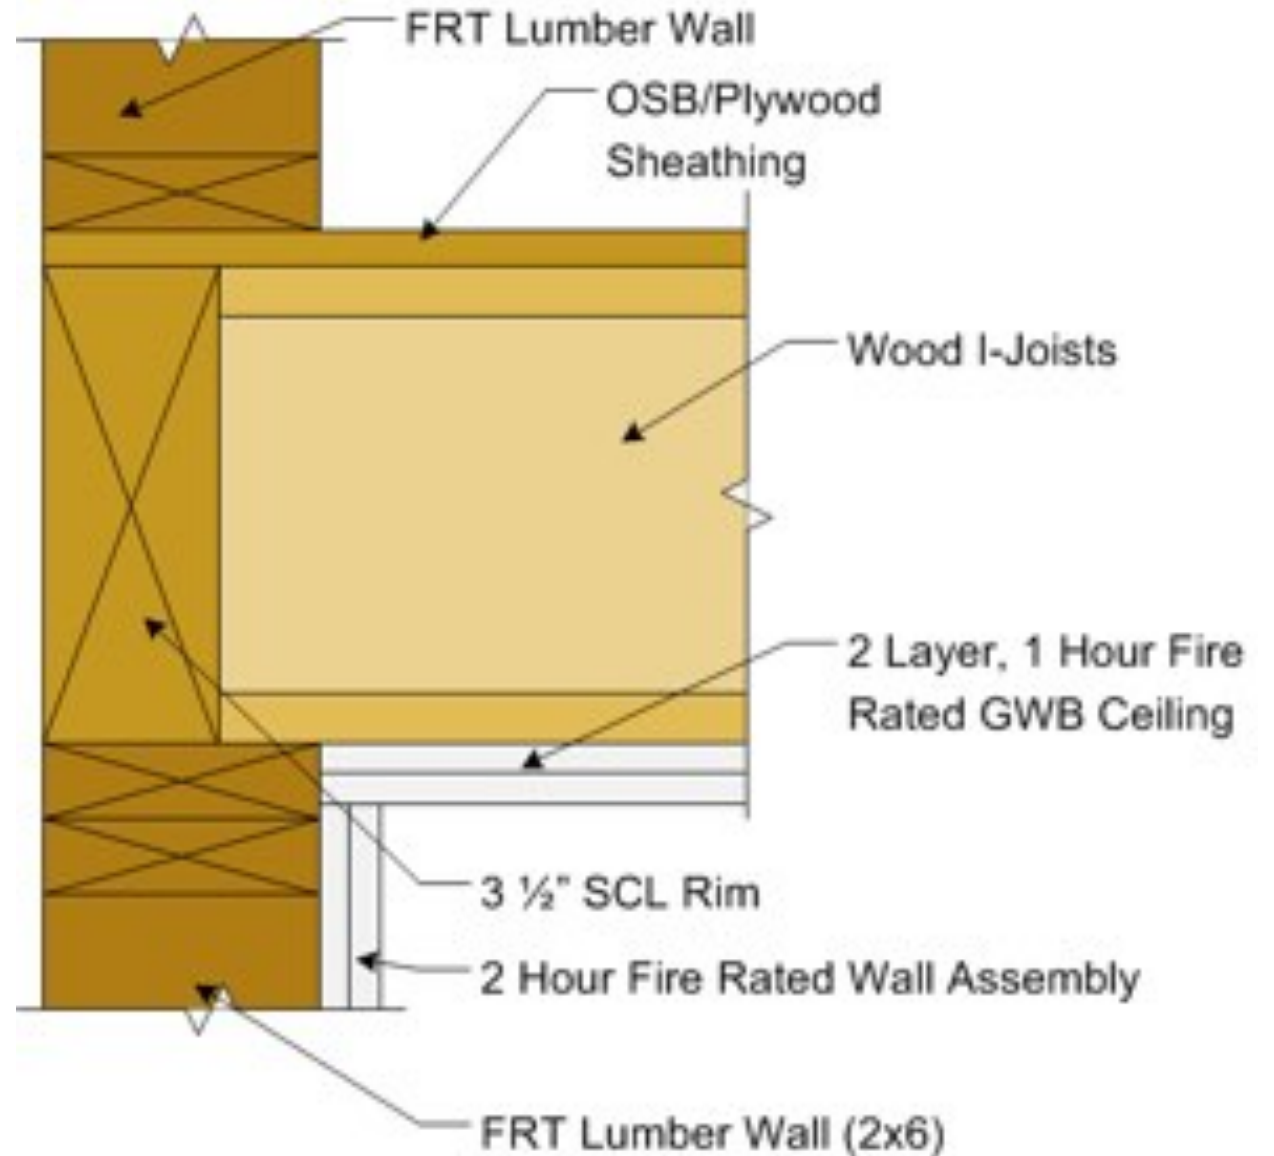 FRT Lumber Wall
OSB/Plywood
Sheathing
Wood I-Joists
2 Layer, 1 Hour Fire
Rated GWB Ceiling
3 ½” SCL Rim
2 Hour Fire Rated Wall Assembly
FRT Lumber Wall (2x6)